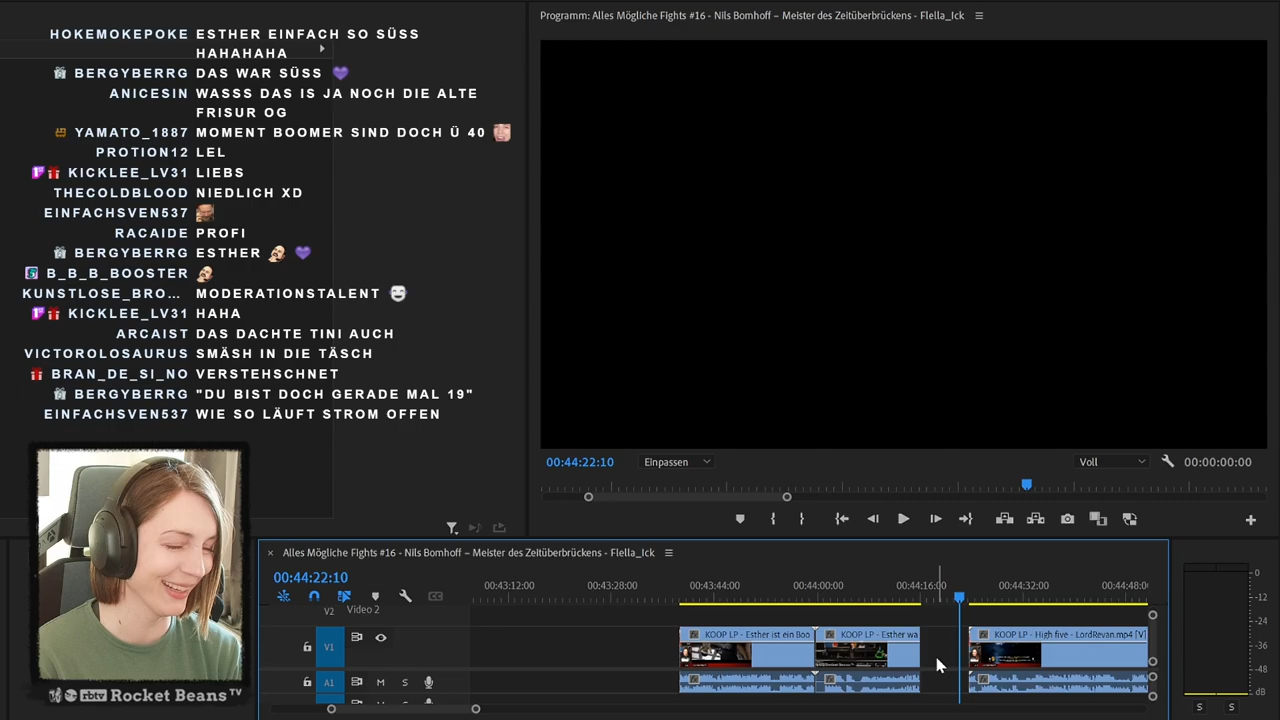 HOKEMOKEPOKE ESTHER EINFACH SO SÜSS
HAHAHAHA
BERGYBERRG DAS WAR SÜSS
ANICESIN WASSS DAS IS JA NOCH DIE ALTE
FRISUR OG
YAMATO_1887 MOMENT BOOMER SIND DOCH Ü 40
PROTION12 LEL
KICKLEE_LV31 LIEBS
THECOLDBLOOD NIEDLICH XD
EINFACHSVEN537
RACAIDE PROFI
BERGYBERRG ESTHER
B_B_B_BOOSTER
KUNSTLOSE_BRO... MODERATIONSTALENT
KICKLEE_LV31 HAHA
ARCAIST DAS DACHTE TINI AUCH
VICTOROLOSAURUS SMÄSH IN DIE TÄSCH
BRAN_DE_SI_NO VERSTEHSCHNET
BERGYBERRG "DU BIST DOCH GERADE MAL 19"
EINFACHSVEN537 WIE SO LÄUFT STROM OFFEN
rbtv Rocket Beans TV
Programm: Alles Mögliche Fights #16 - Nils Bomhoff – Meister des Zeitüberbrückens - Flella_Ick
00:44:22:10 Einpassen Voll 00:00:00:00
Alles Mögliche Fights #16 - Nils Bomhoff – Meister des Zeitüberbrückens - Flella_Ick
00:44:22:10
00:43:12:00 00:43:28:00 00:43:44:00 00:44:00:00 00:44:16:00 00:44:32:00 00:44:48:00
V2 Video 2
V1
KOOP LP - Esther ist ein Boo KOOP LP - Esther wa KOOP LP - High five - LordRevan.mp4 [V]
A1 M S
0
-12
-24
-36
-48
dB
S S